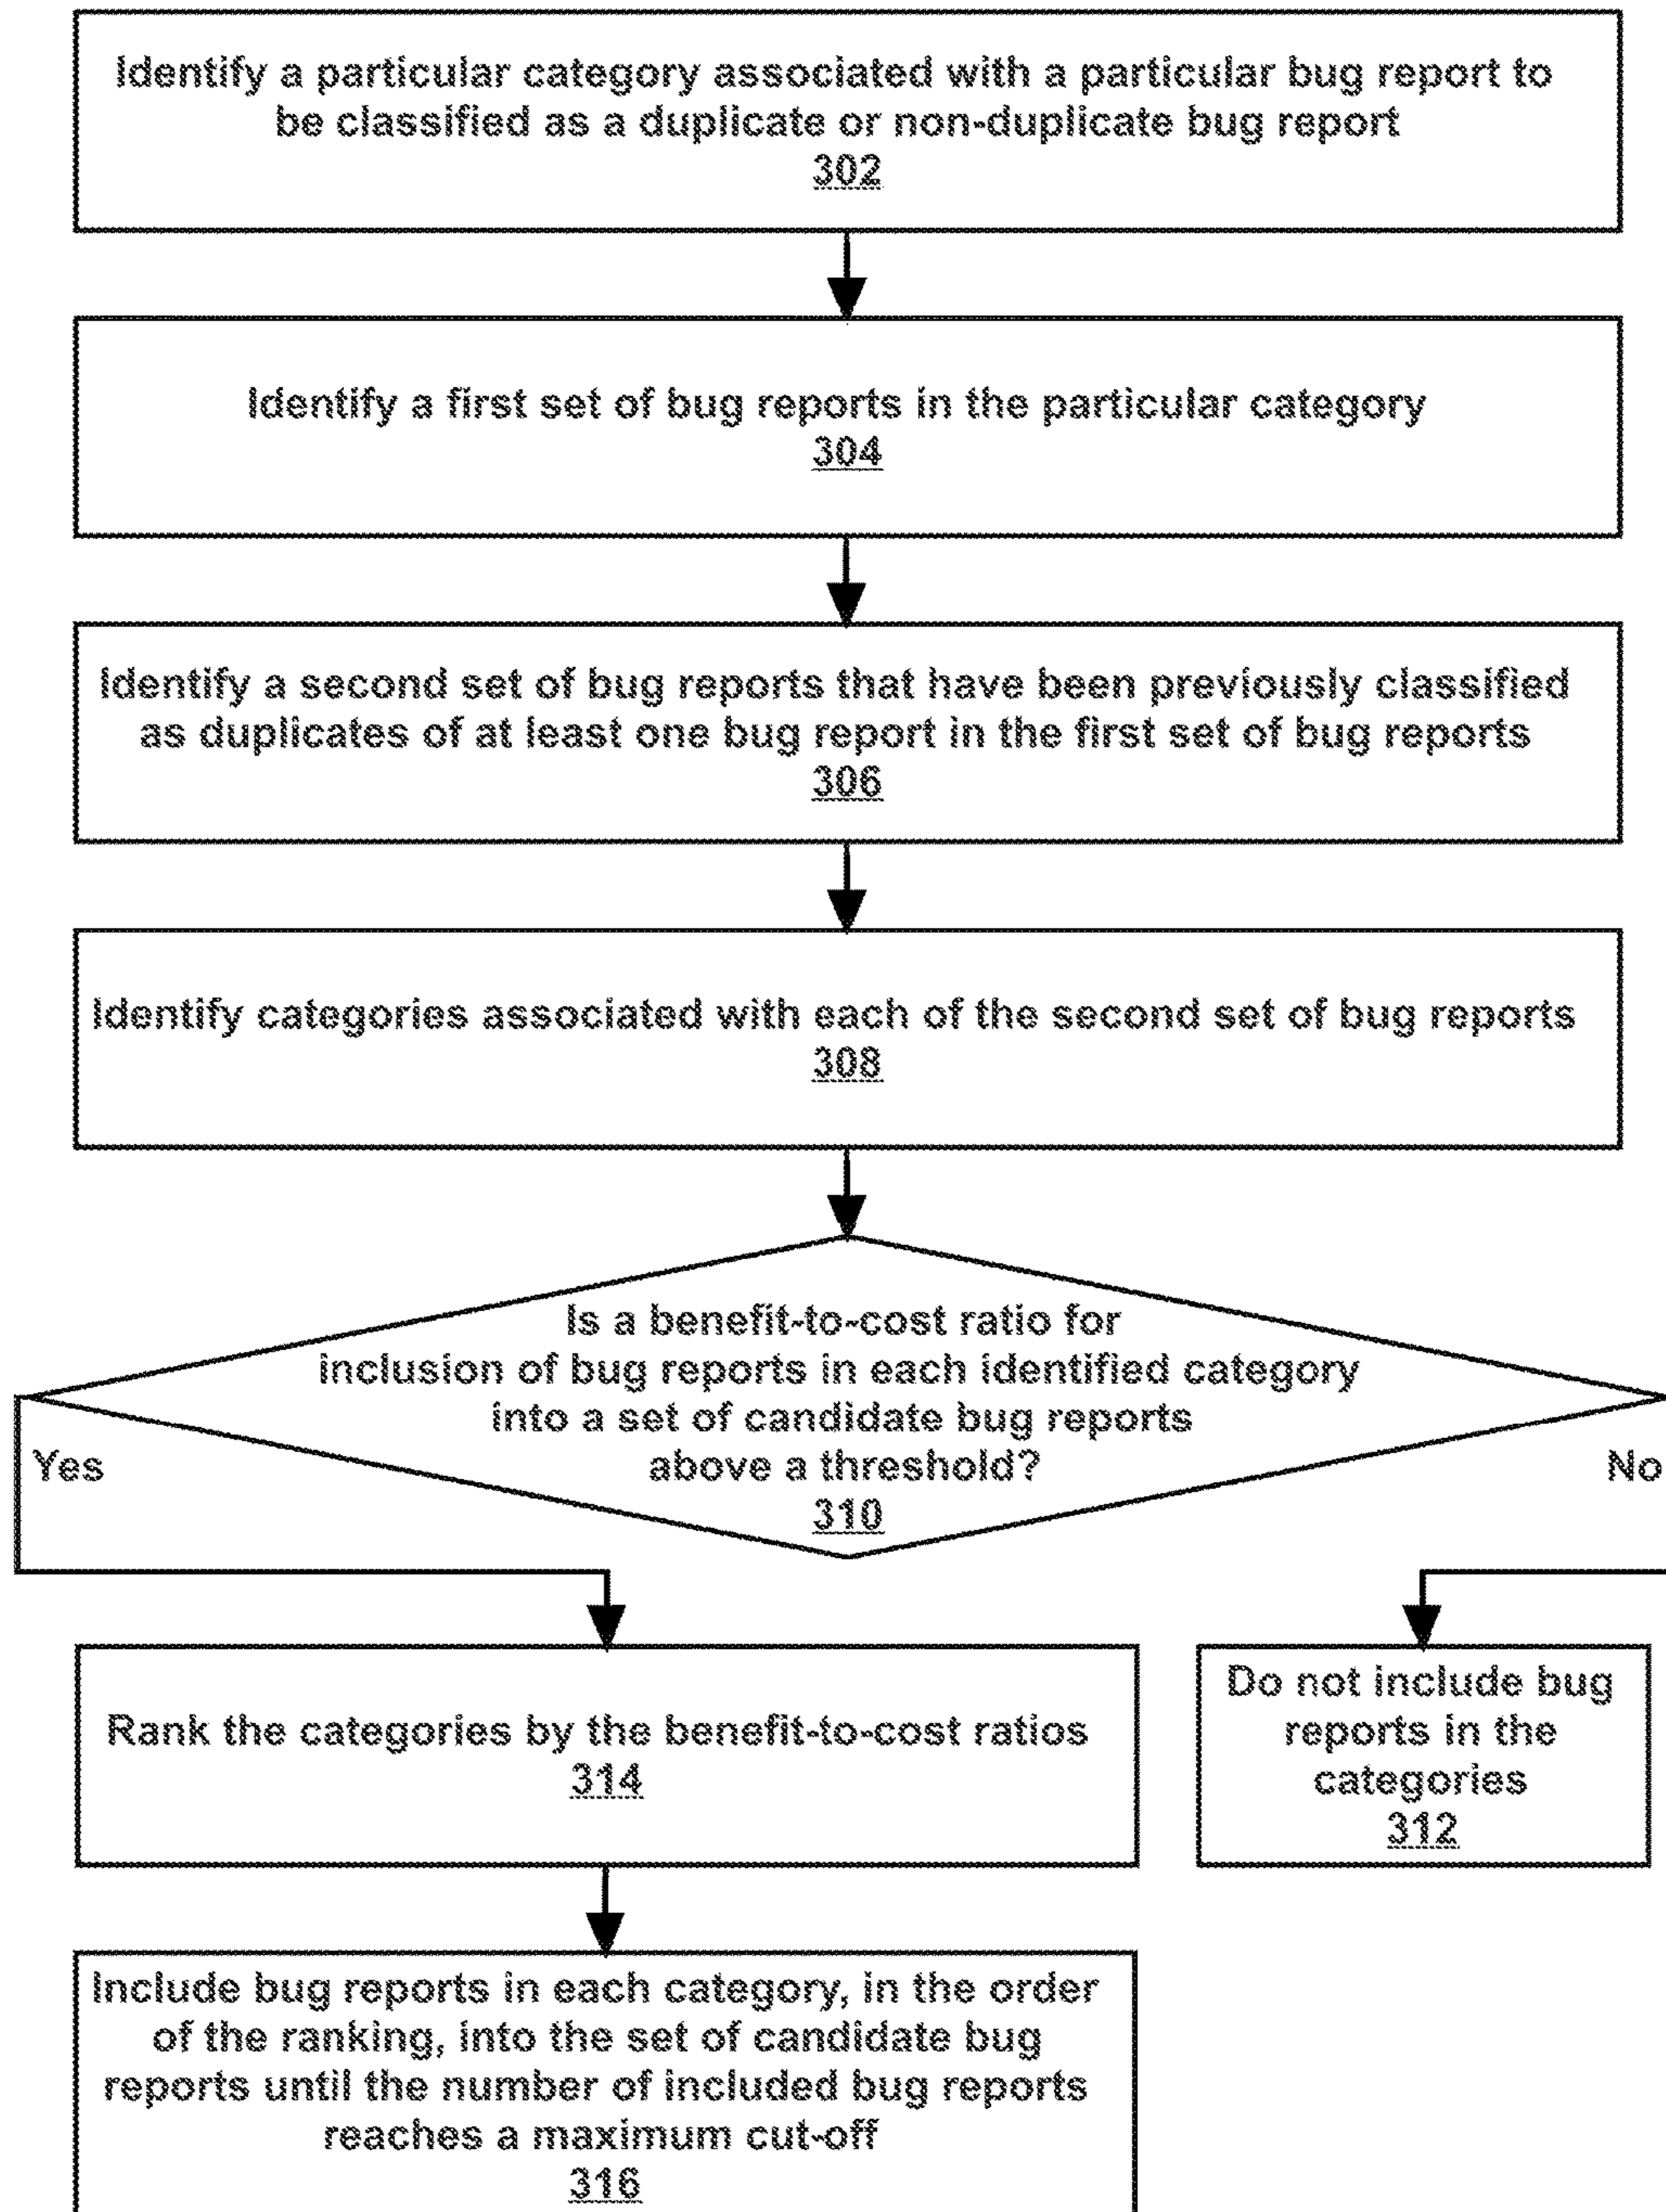 Identify a particular category associated with a particular bug report to
be classified as a duplicate or non-duplicate bug report
302
Identify a first set of bug reports in the particular category
304
Identify a second set of bug reports that have been previously classified
as duplicates of at least one bug report in the first set of bug reports
306
Identify categories associated with each of the second set of bug reports
308
Is a benefit-to-cost ratio for
inclusion of bug reports in each identified category
into a set of candidate bug reports
above a threshold?
310
Yes
No
Rank the categories by the benefit-to-cost ratios
314
Do not include bug
reports in the
categories
312
Include bug reports in each category, in the order
of the ranking, into the set of candidate bug
reports until the number of included bug reports
reaches a maximum cut-off
316